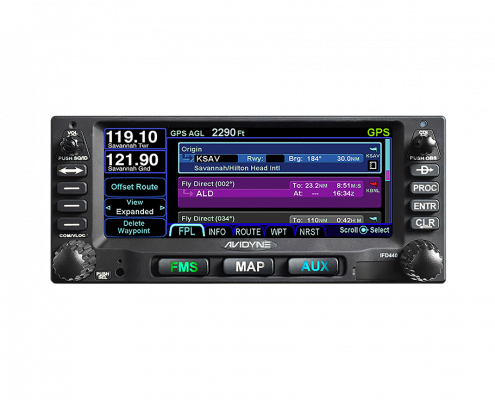 VOL
PUSH SQ/ID
119.10
Savannah Twr
121.90
Savannah Gnd
Offset Route
View
Expanded
Delete
Waypoint
COM/VLOC
PUSH
GPS AGL 2290 FT
GPS
Origin
KSAV Rwy: Brg: 184° 30.0NM
Savannah/Hilton Head Intl
KSAV
Fly Direct (002°) To: 23.2NM 8:51M:S
ALD At: --- 16:34Z
KBNL
Fly Direct (034°) To: 110NM 0:42H:M
FPL INFO ROUTE WPT NRST Scroll Select
AVIDYNE
FMS MAP AUX
PUSH OBS
D
PROC
ENTR
CLR
IFD440